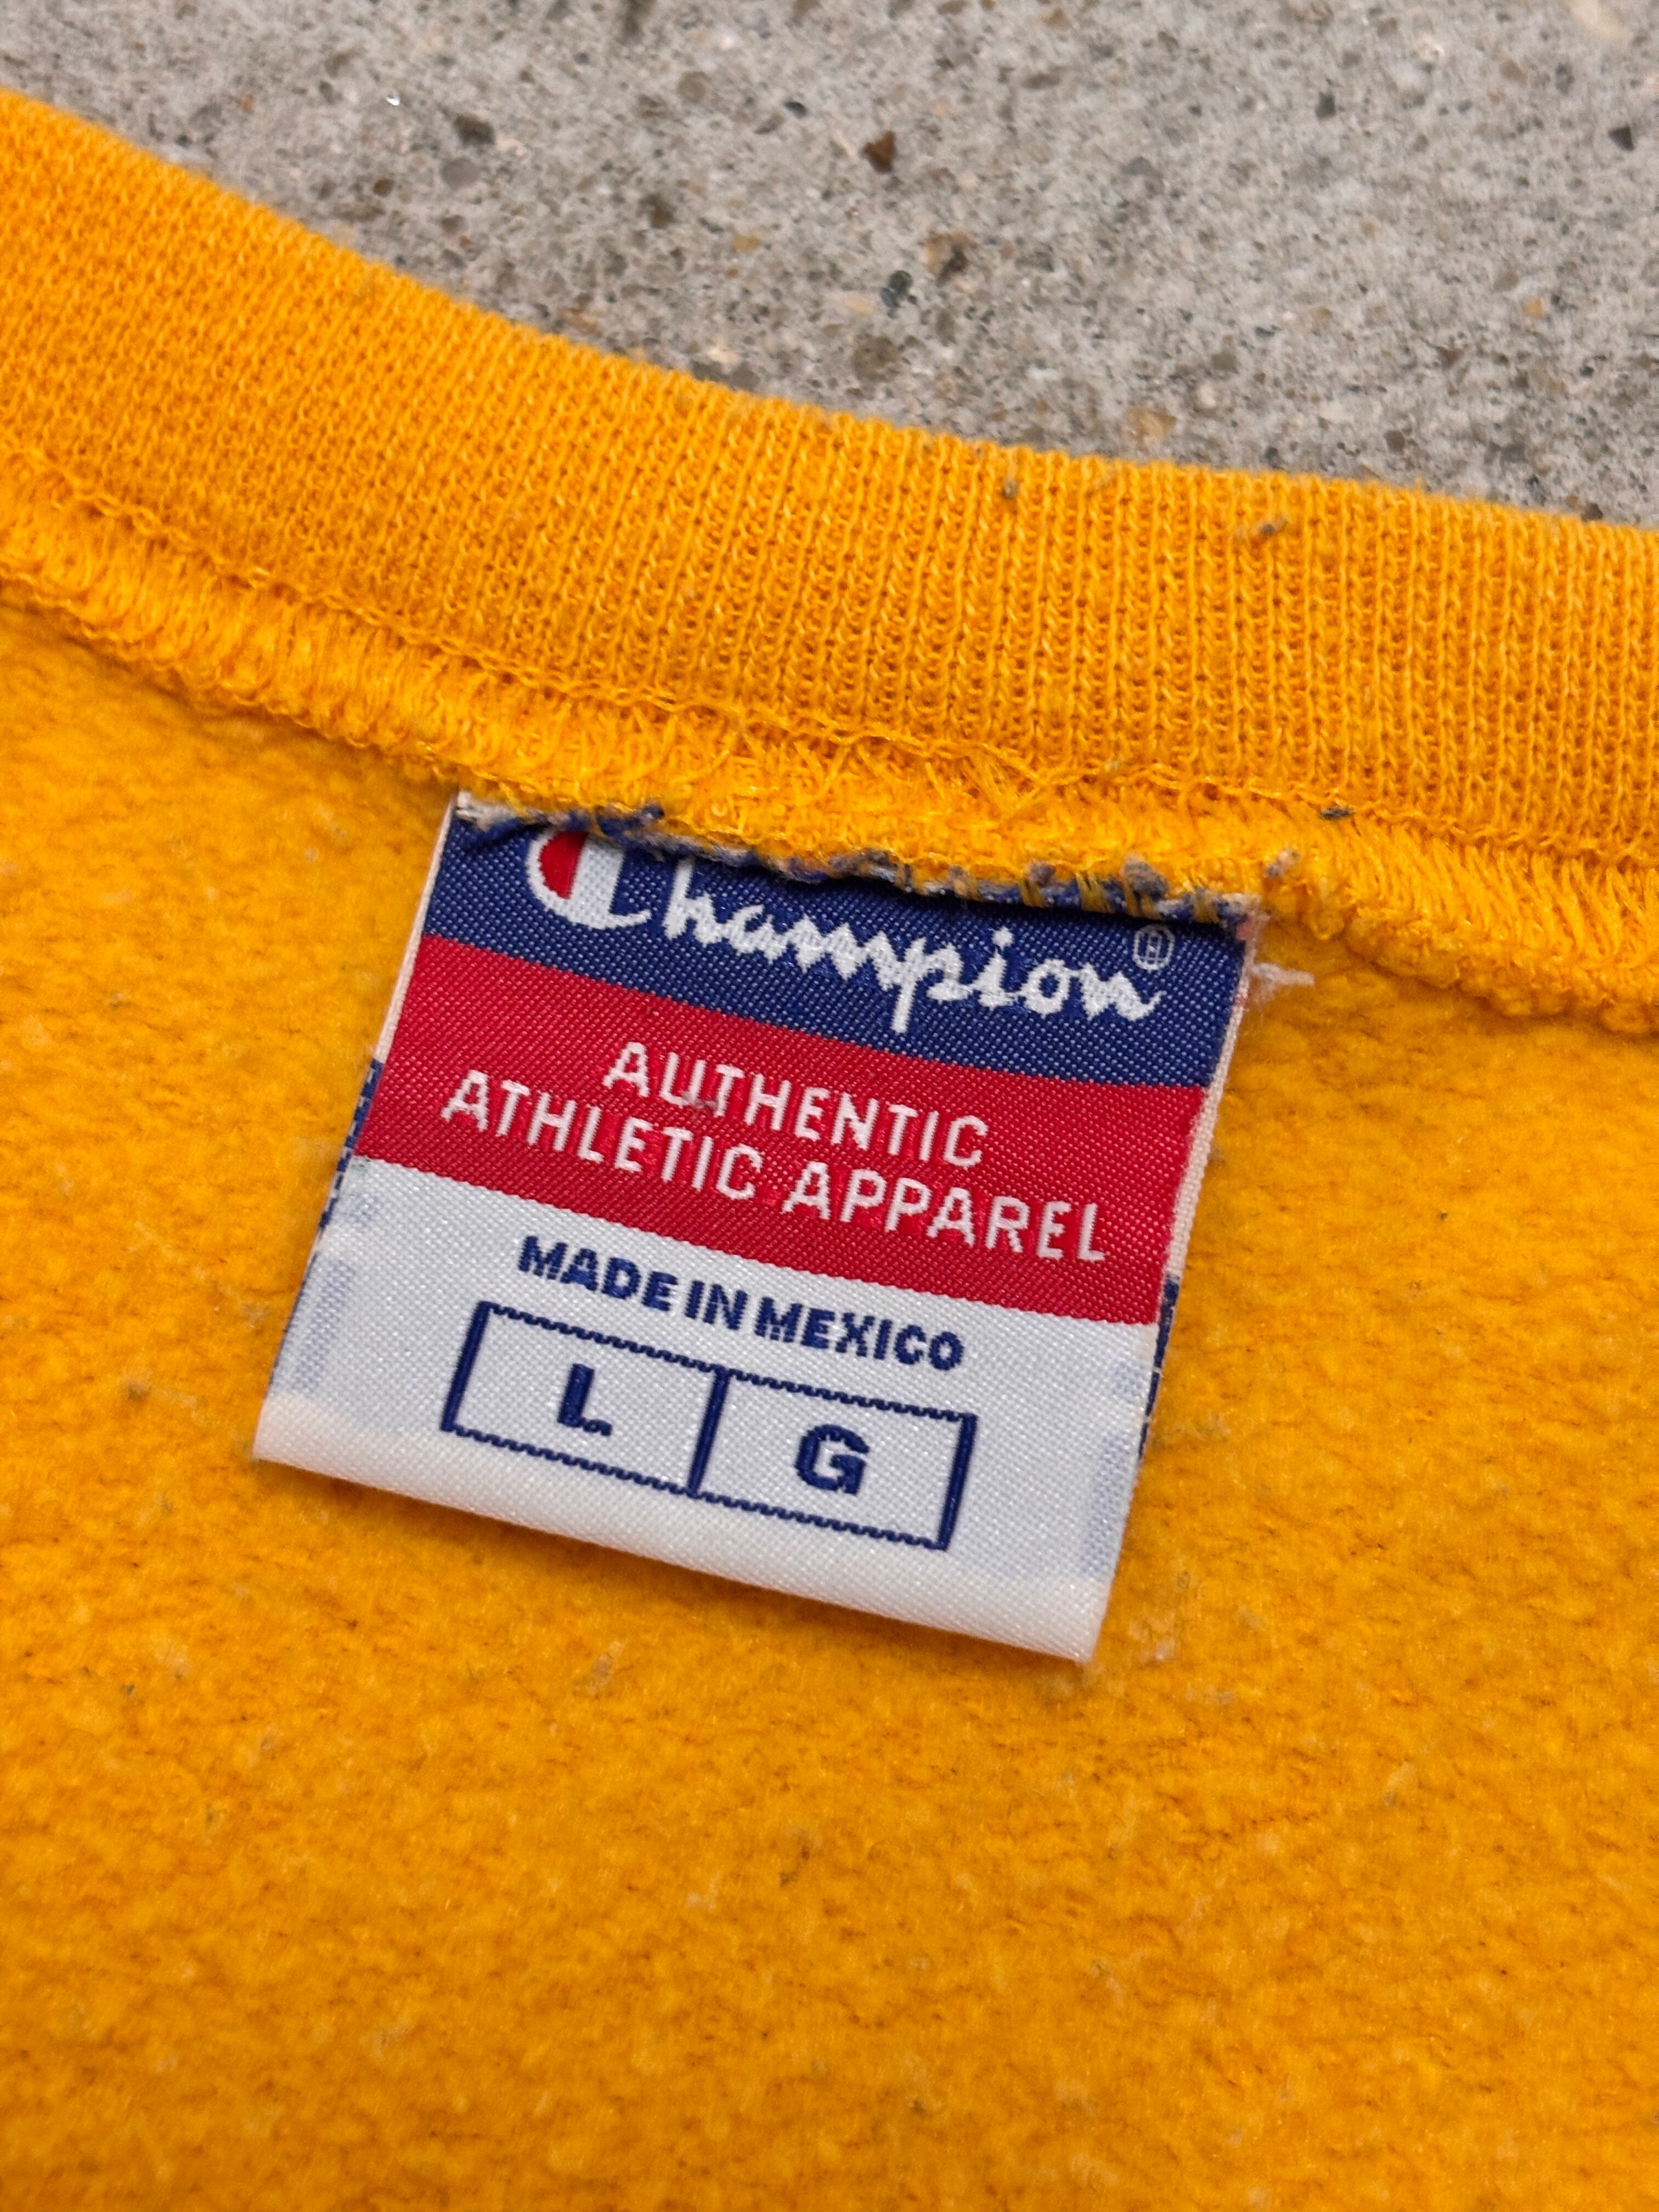 Champion®
AUTHENTIC
ATHLETIC APPAREL
MADE IN MEXICO
L G